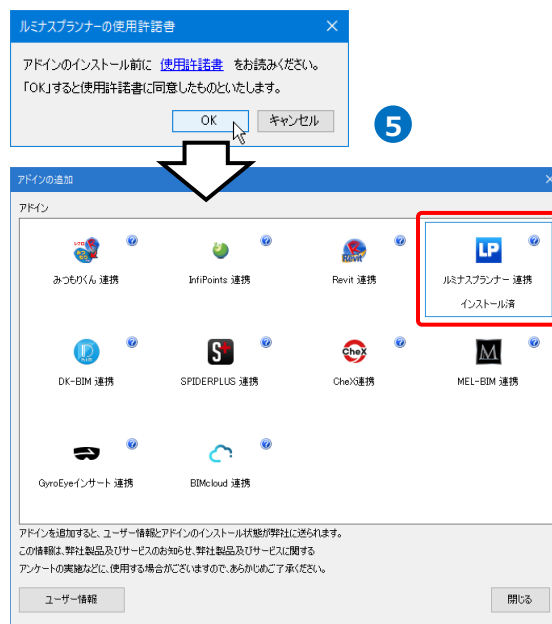 ルミナスプランナーの使用許諾書
アドインのインストール前に 使用許諾書 をお読みください。
「OK」すると使用許諾書に同意したものといたします。
OK
キャンセル
5
アドインの追加
アドイン
みつもりくん 連携
InfiPoints 連携
Revit 連携
ルミナスプランナー 連携
インストール済
DK-BIM 連携
SPIDERPLUS 連携
CheX連携
MEL-BIM 連携
GyroEyeインサート 連携
BIMcloud 連携
アドインを追加すると、ユーザー情報とアドインのインストール状態が弊社に送られます。
この情報は、弊社製品及びサービスのお知らせ、弊社製品及びサービスに関する
アンケートの実施などに、使用する場合がございますので、あらかじめご了承ください。
ユーザー情報
閉じる